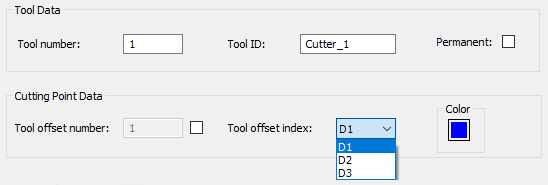 Tool Data
Tool number: 1 Tool ID: Cutter_1 Permanent:
Cutting Point Data
Color
Tool offset number: 1 Tool offset index: D1
D1
D2
D3